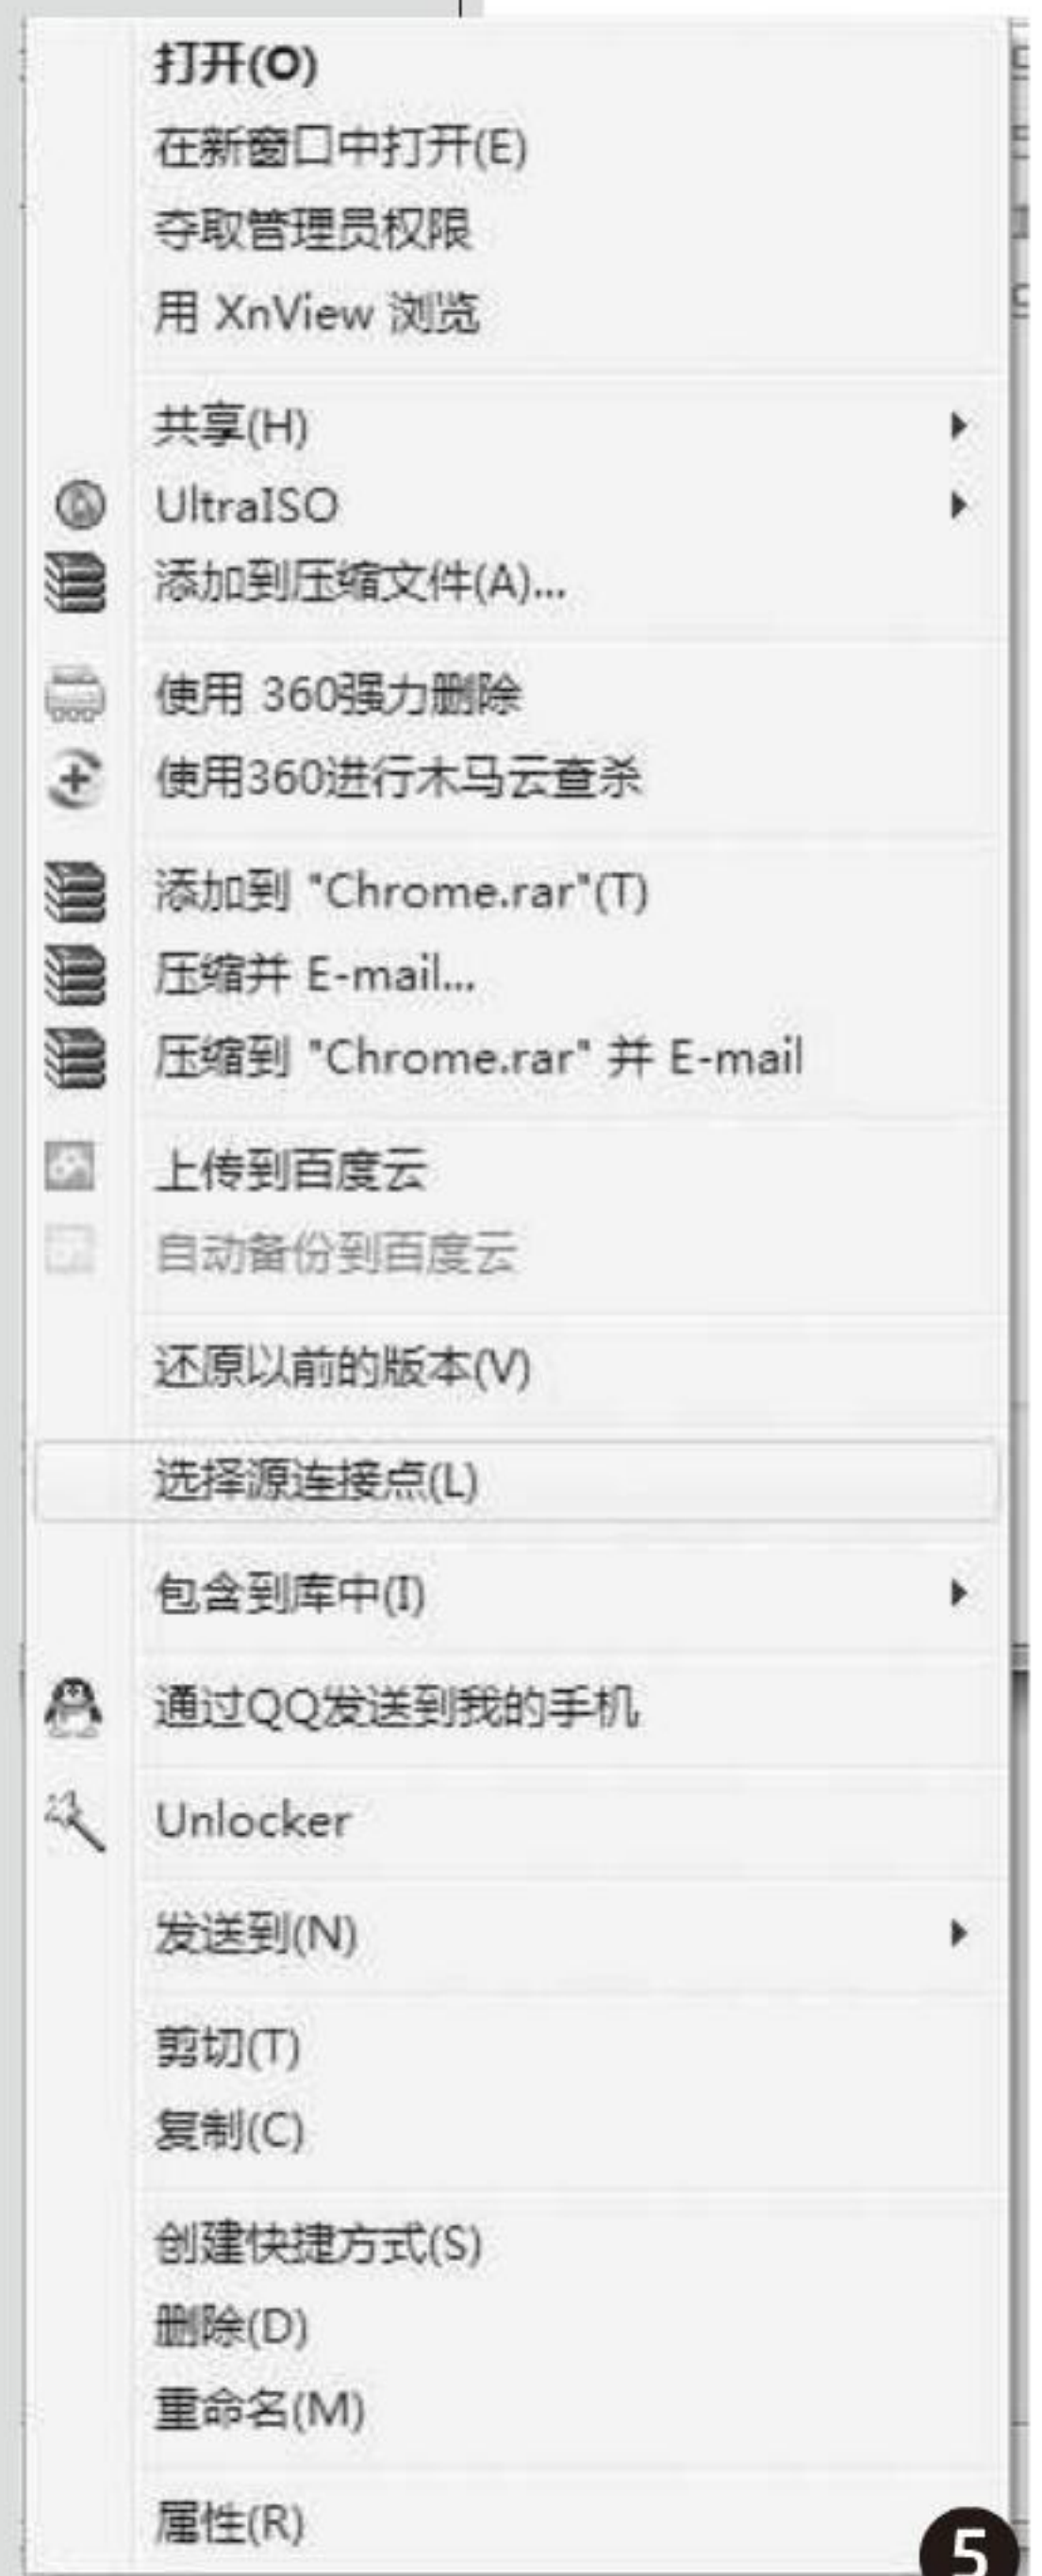 打开(O)
在新窗口中打开(E)
夺取管理员权限
用 XnView 浏览
共享(H)
UltraISO
添加到压缩文件(A)...
使用 360强力删除
使用360进行木马云查杀
添加到 "Chrome.rar"(T)
压缩并 E-mail...
压缩到 "Chrome.rar" 并 E-mail
上传到百度云
自动备份到百度云
还原以前的版本(V)
选择源连接点(L)
包含到库中(I)
通过QQ发送到我的手机
Unlocker
发送到(N)
剪切(T)
复制(C)
创建快捷方式(S)
删除(D)
重命名(M)
属性(R)
5